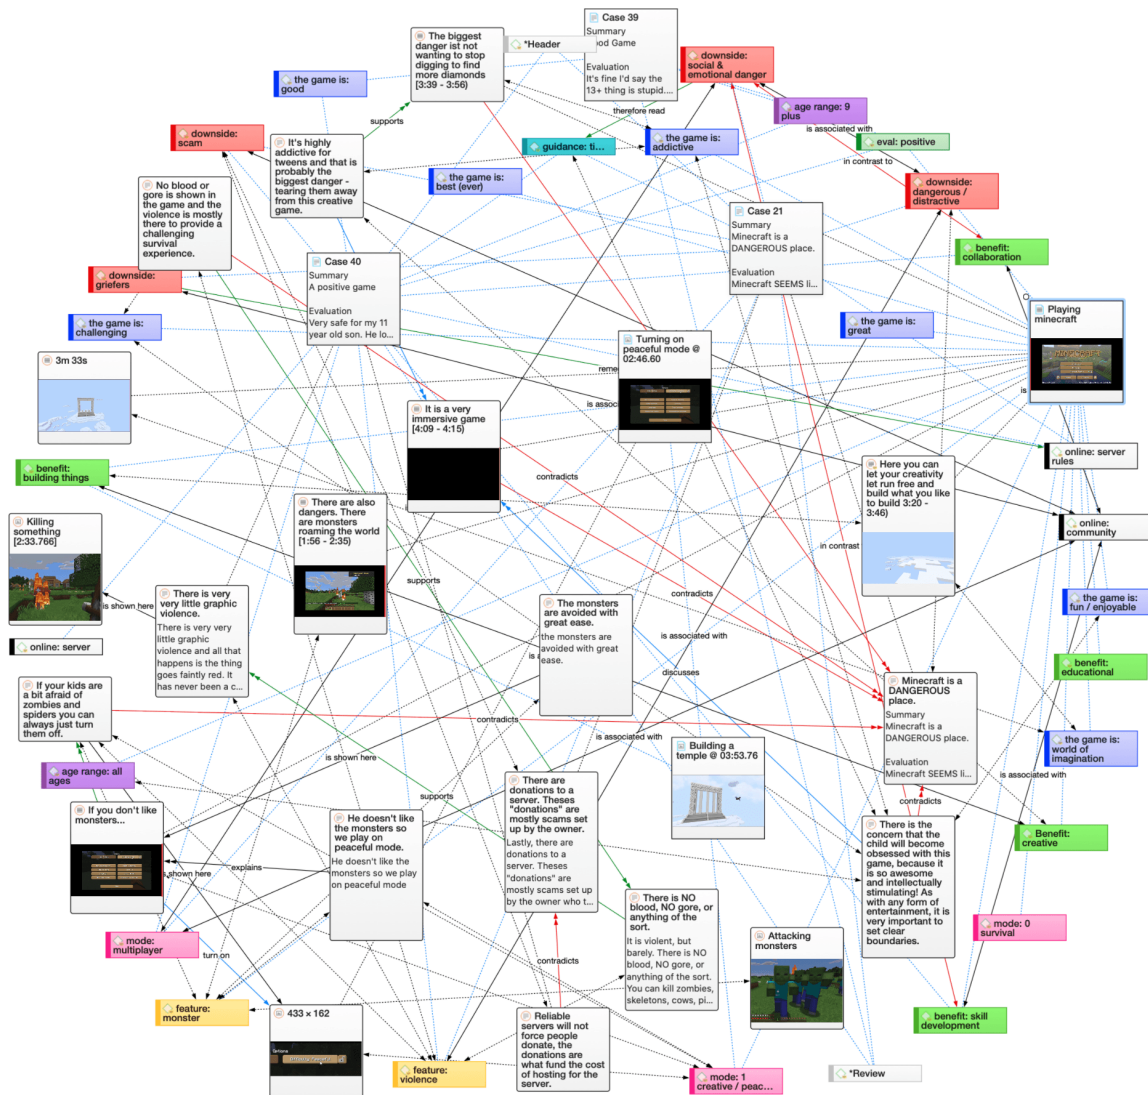 The biggest
danger ist not
wanting to stop
digging to find
more diamonds
[3:39 - 3:56)
*Header
Case 39
Summary
ood Game
Evaluation
It's fine I'd say the
13+ thing is stupid....
downside:
social &
emotional danger
the game is:
good
age range: 9
plus
supports
therefore read
is associated with
downside:
scam
It's highly
addictive for
tweens and that is
probably the
biggest danger -
tearing them away
from this creative
game.
guidance: ti...
the game is:
addictive
eval: positive
in contrast to
the game is:
best (ever)
downside:
dangerous /
distractive
No blood or
gore is shown in
the game and the
violence is mostly
there to provide a
challenging
survival
experience.
Case 21
Summary
Minecraft is a
DANGEROUS place.
Evaluation
Minecraft SEEMS li...
benefit:
collaboration
Case 40
Summary
A positive game
Evaluation
Very safe for my 11
year old son. He lo...
downside:
griefers
the game is:
challenging
the game is:
great
Playing
minecraft
Turning on
peaceful mode @
02:46.60
3m 33s
reme
is
is assoc
It is a very
immersive game
[4:09 - 4:15)
online: server
rules
benefit:
building things
contradicts
Here you can
let your creativity
let run free and
build what you like
to build 3:20 -
3:46)
There are also
dangers. There
are monsters
roaming the world
[1:56 - 2:35)
Killing
something
[2:33.766]
online:
community
in contrast
supports
contradicts
There is very
very little graphic
violence.
There is very very
little graphic
violence and all that
happens is the thing
goes faintly red. It
has never been a c...
is shown here
The monsters
are avoided with
great ease.
the monsters are
avoided with great
ease.
the game is:
fun / enjoyable
is associated with
online: server
is a
discusses
benefit:
educational
If your kids are
a bit afraid of
zombies and
spiders you can
always just turn
them off.
Minecraft is a
DANGEROUS
place.
Summary
Minecraft is a
DANGEROUS place.
Evaluation
Minecraft SEEMS li...
contradicts
is associated with
Building a
temple @ 03:53.76
the game is:
world of
imagination
is shown here
age range: all
ages
There are
donations to a
server. Theses
"donations" are
mostly scams set
up by the owner.
Lastly, there are
donations to a
server. Theses
"donations" are
mostly scams set up
by the owner who t...
is associated with
If you don't like
monsters...
supports
contradicts
He doesn't like
the monsters so
we play on
peaceful mode.
He doesn't like the
monsters so we play
on peaceful mode
There is the
concern that the
child will become
obsessed with this
game, because it
is so awesome
and intellectually
stimulating! As
with any form of
entertainment, it is
very important to
set clear
boundaries.
Benefit:
creative
explains
shown here
There is NO
blood, NO gore, or
anything of the
sort.
It is violent, but
barely. There is NO
blood, NO gore, or
anything of the sort.
You can kill zombies,
skeletons, cows, pi...
mode: 0
survival
mode:
multiplayer
turn on
Attacking
monsters
contradicts
feature:
monster
433 × 162
Reliable
servers will not
force people
donate, the
donations are
what fund the cost
of hosting for the
server.
benefit: skill
development
feature:
violence
mode: 1
creative / peac...
*Review